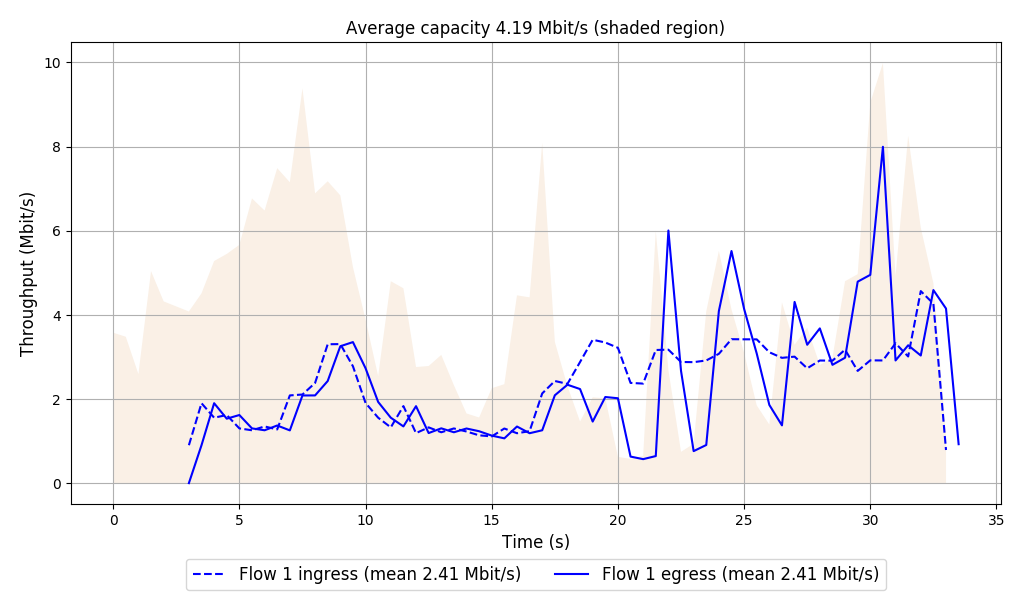 Average capacity 4.19 Mbit/s (shaded region)
Throughput (Mbit/s)
10
8
6
4
2
0
0 5 10 15 20 25 30 35
Time (s)
Flow 1 ingress (mean 2.41 Mbit/s) Flow 1 egress (mean 2.41 Mbit/s)